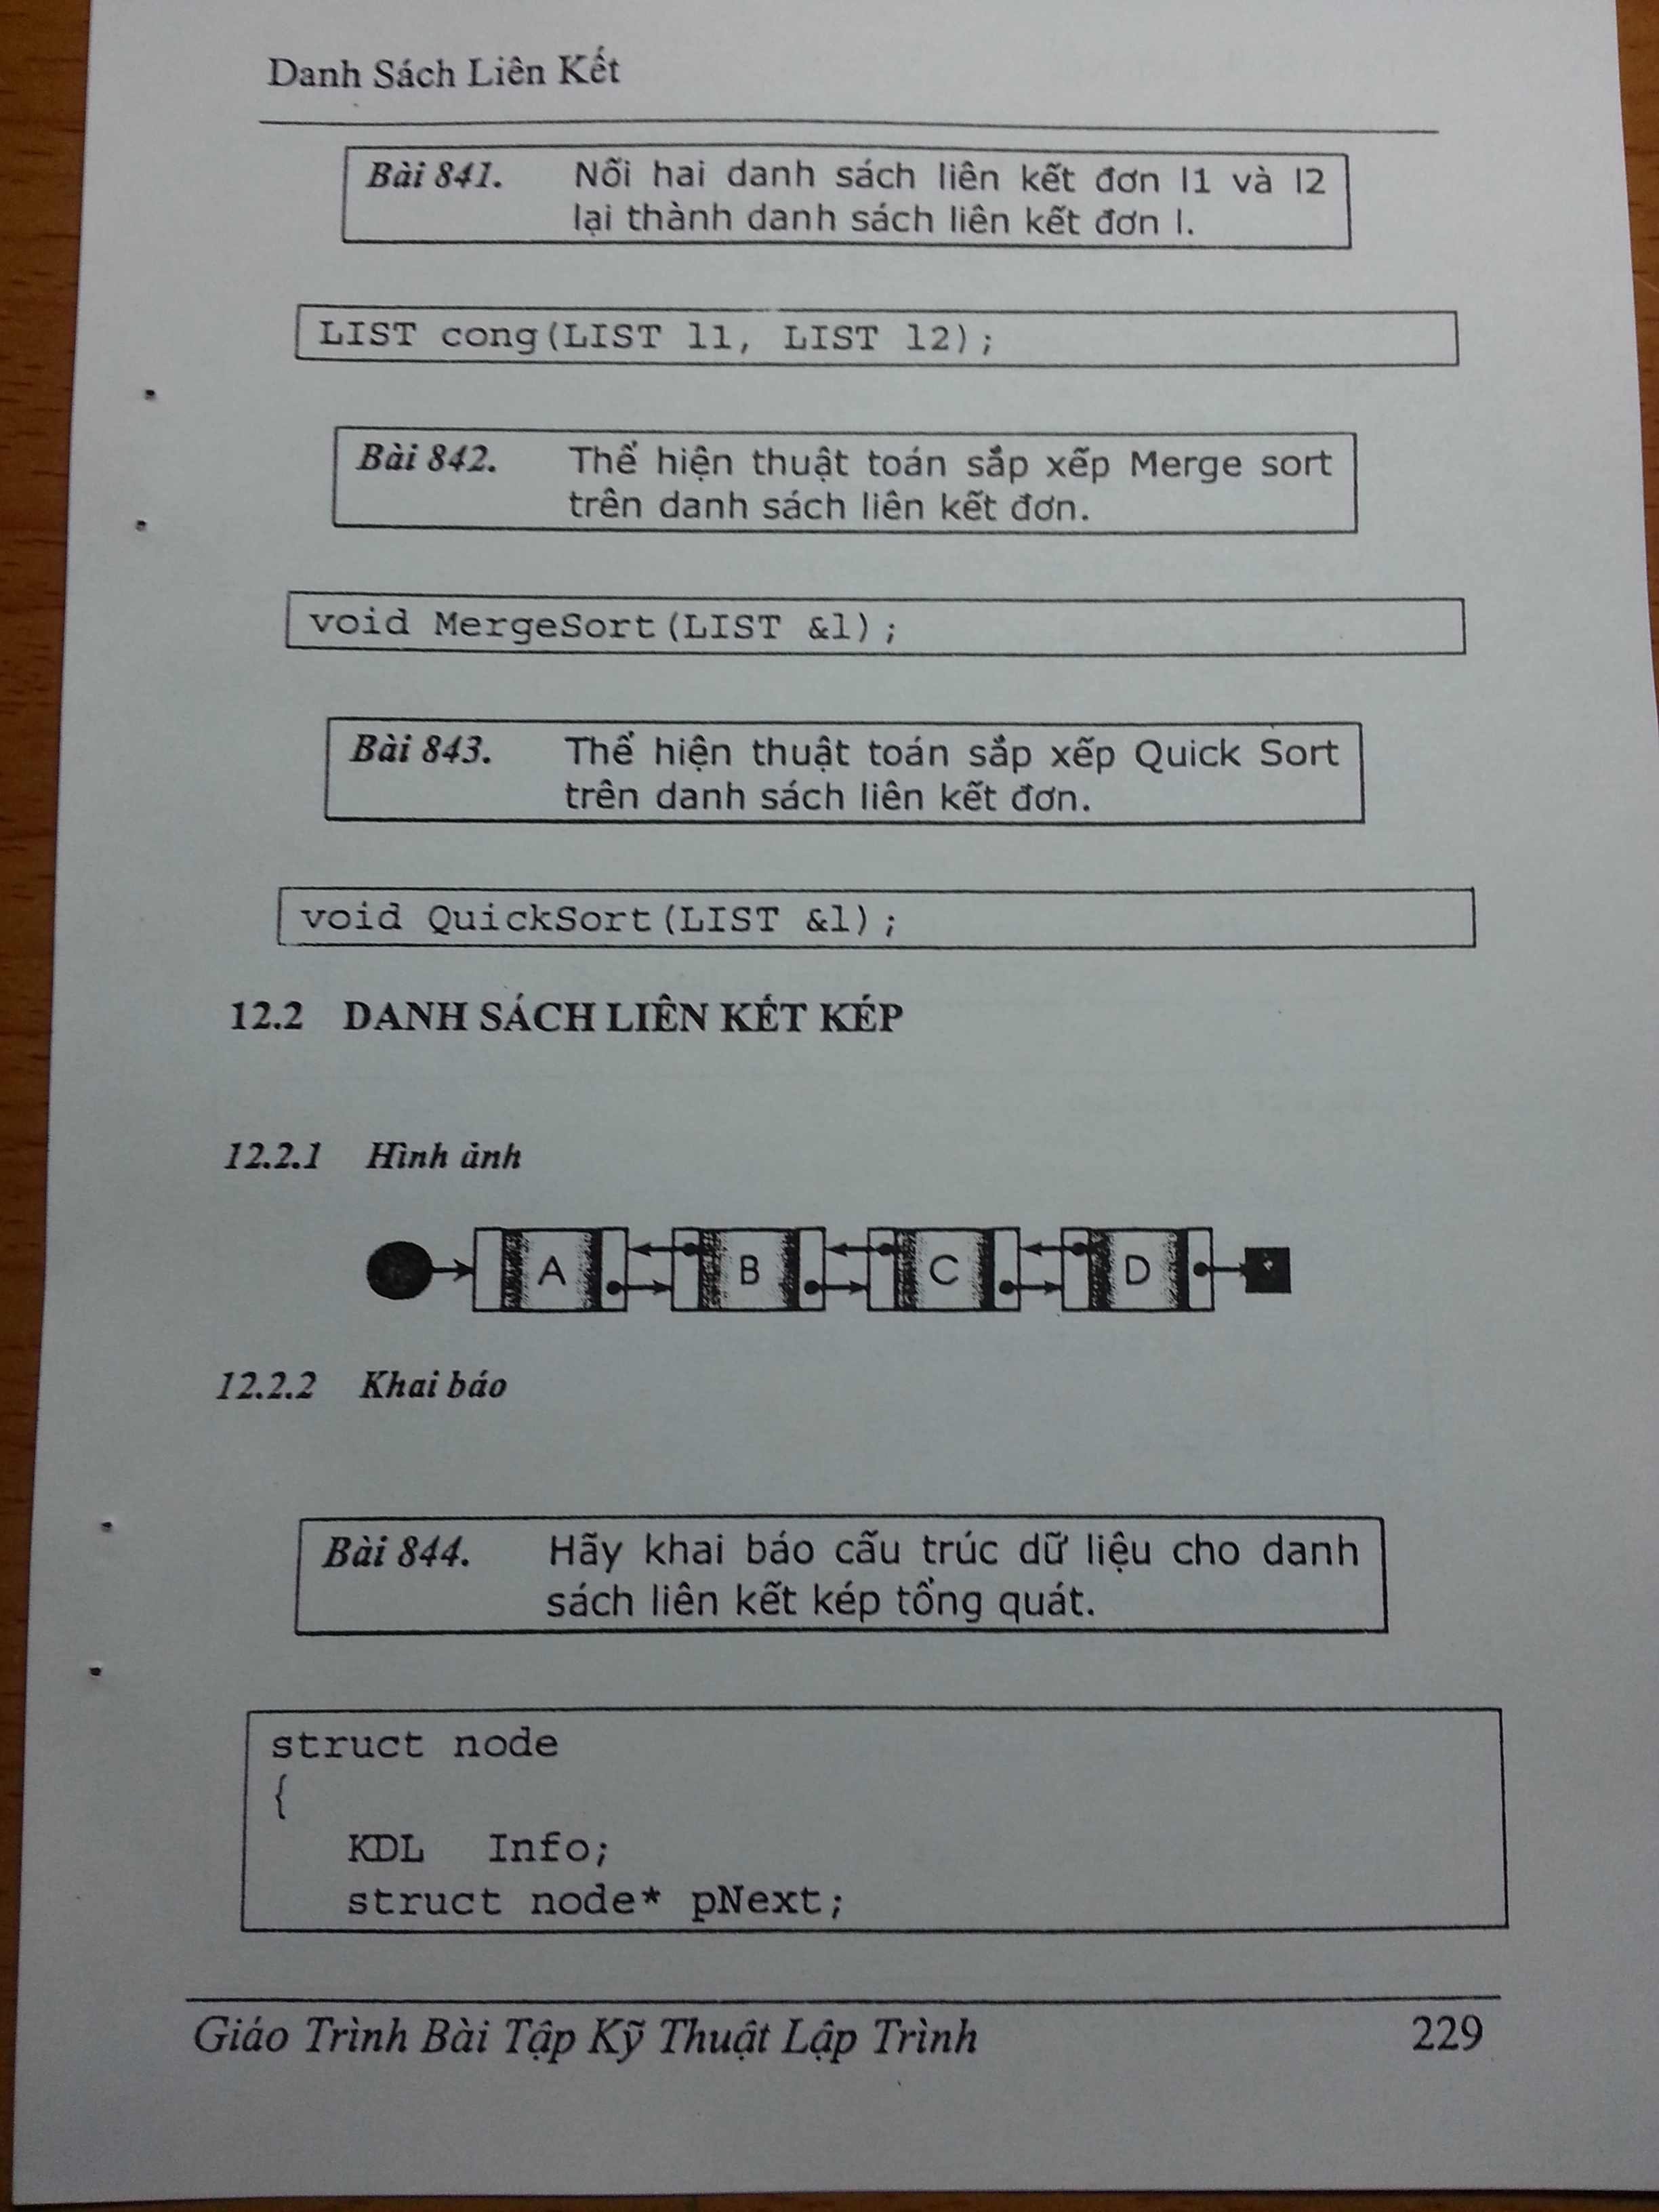 Danh Sách Liên Kết
Bài 841. Nối hai danh sách liên kết đơn l1 và l2
lại thành danh sách liên kết đơn l.
LIST cong(LIST l1, LIST l2);
Bài 842. Thể hiện thuật toán sắp xếp Merge sort
trên danh sách liên kết đơn.
void MergeSort(LIST &l);
Bài 843. Thể hiện thuật toán sắp xếp Quick Sort
trên danh sách liên kết đơn.
void QuickSort(LIST &l);
12.2 DANH SÁCH LIÊN KẾT KÉP
12.2.1 Hình ảnh
A B C D
12.2.2 Khai báo
Bài 844. Hãy khai báo cấu trúc dữ liệu cho danh
sách liên kết kép tổng quát.
struct node
{
KDL Info;
struct node* pNext;
Giáo Trình Bài Tập Kỹ Thuật Lập Trình 229